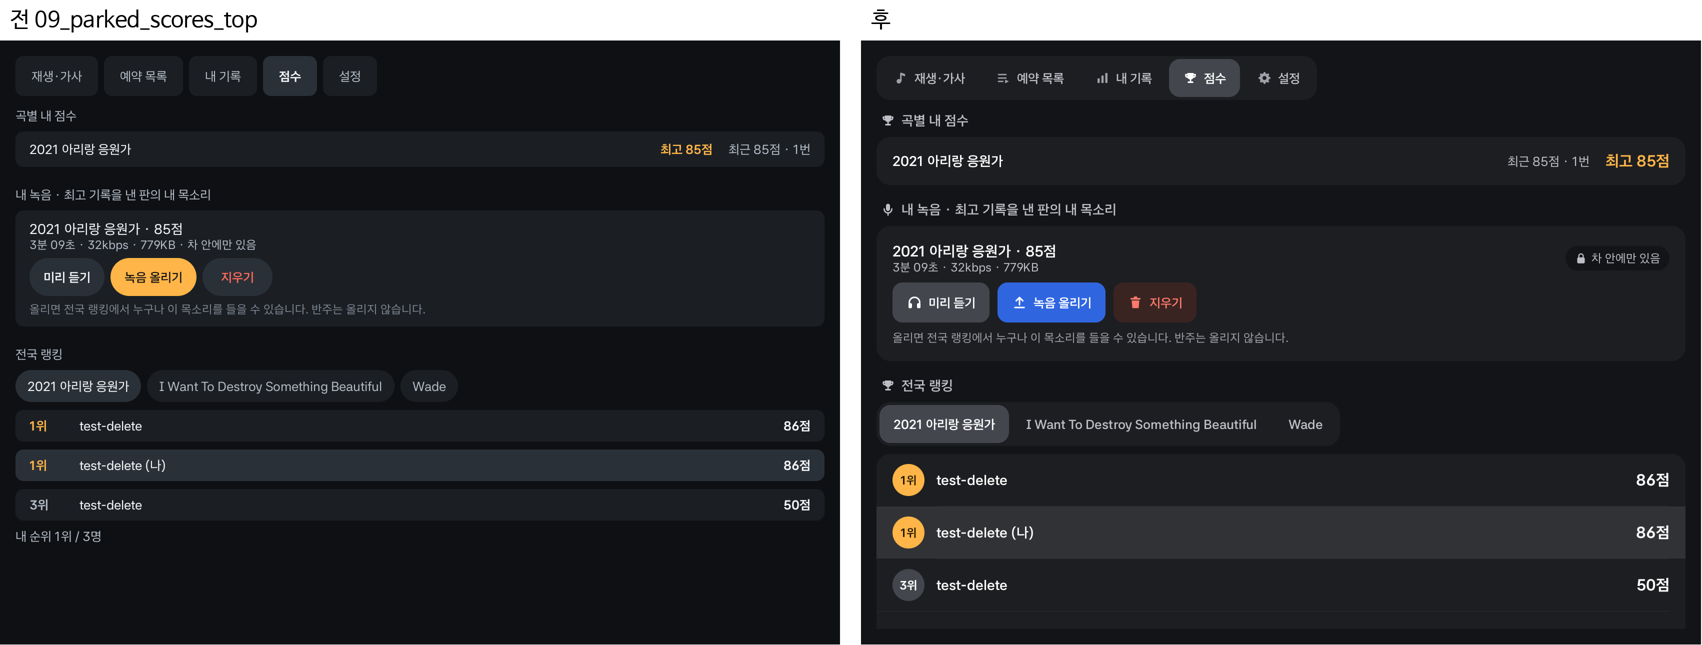 전 09_parked_scores_top
재생·가사 예약 목록 내 기록 점수 설정
곡별 내 점수
2021 아리랑 응원가 최고 85점 최근 85점 · 1번
내 녹음 · 최고 기록을 낸 판의 내 목소리
2021 아리랑 응원가 · 85점
3분 09초 · 32kbps · 779KB · 차 안에만 있음
미리 듣기 녹음 올리기 지우기
올리면 전국 랭킹에서 누구나 이 목소리를 들을 수 있습니다. 반주는 올리지 않습니다.
전국 랭킹
2021 아리랑 응원가 I Want To Destroy Something Beautiful Wade
1위 test-delete 86점
1위 test-delete (나) 86점
3위 test-delete 50점
내 순위 1위 / 3명
후
재생·가사 예약 목록 내 기록 점수 설정
곡별 내 점수
2021 아리랑 응원가 최근 85점 · 1번 최고 85점
내 녹음 · 최고 기록을 낸 판의 내 목소리
2021 아리랑 응원가 · 85점
3분 09초 · 32kbps · 779KB
차 안에만 있음
미리 듣기 녹음 올리기 지우기
올리면 전국 랭킹에서 누구나 이 목소리를 들을 수 있습니다. 반주는 올리지 않습니다.
전국 랭킹
2021 아리랑 응원가 I Want To Destroy Something Beautiful Wade
1위 test-delete 86점
1위 test-delete (나) 86점
3위 test-delete 50점